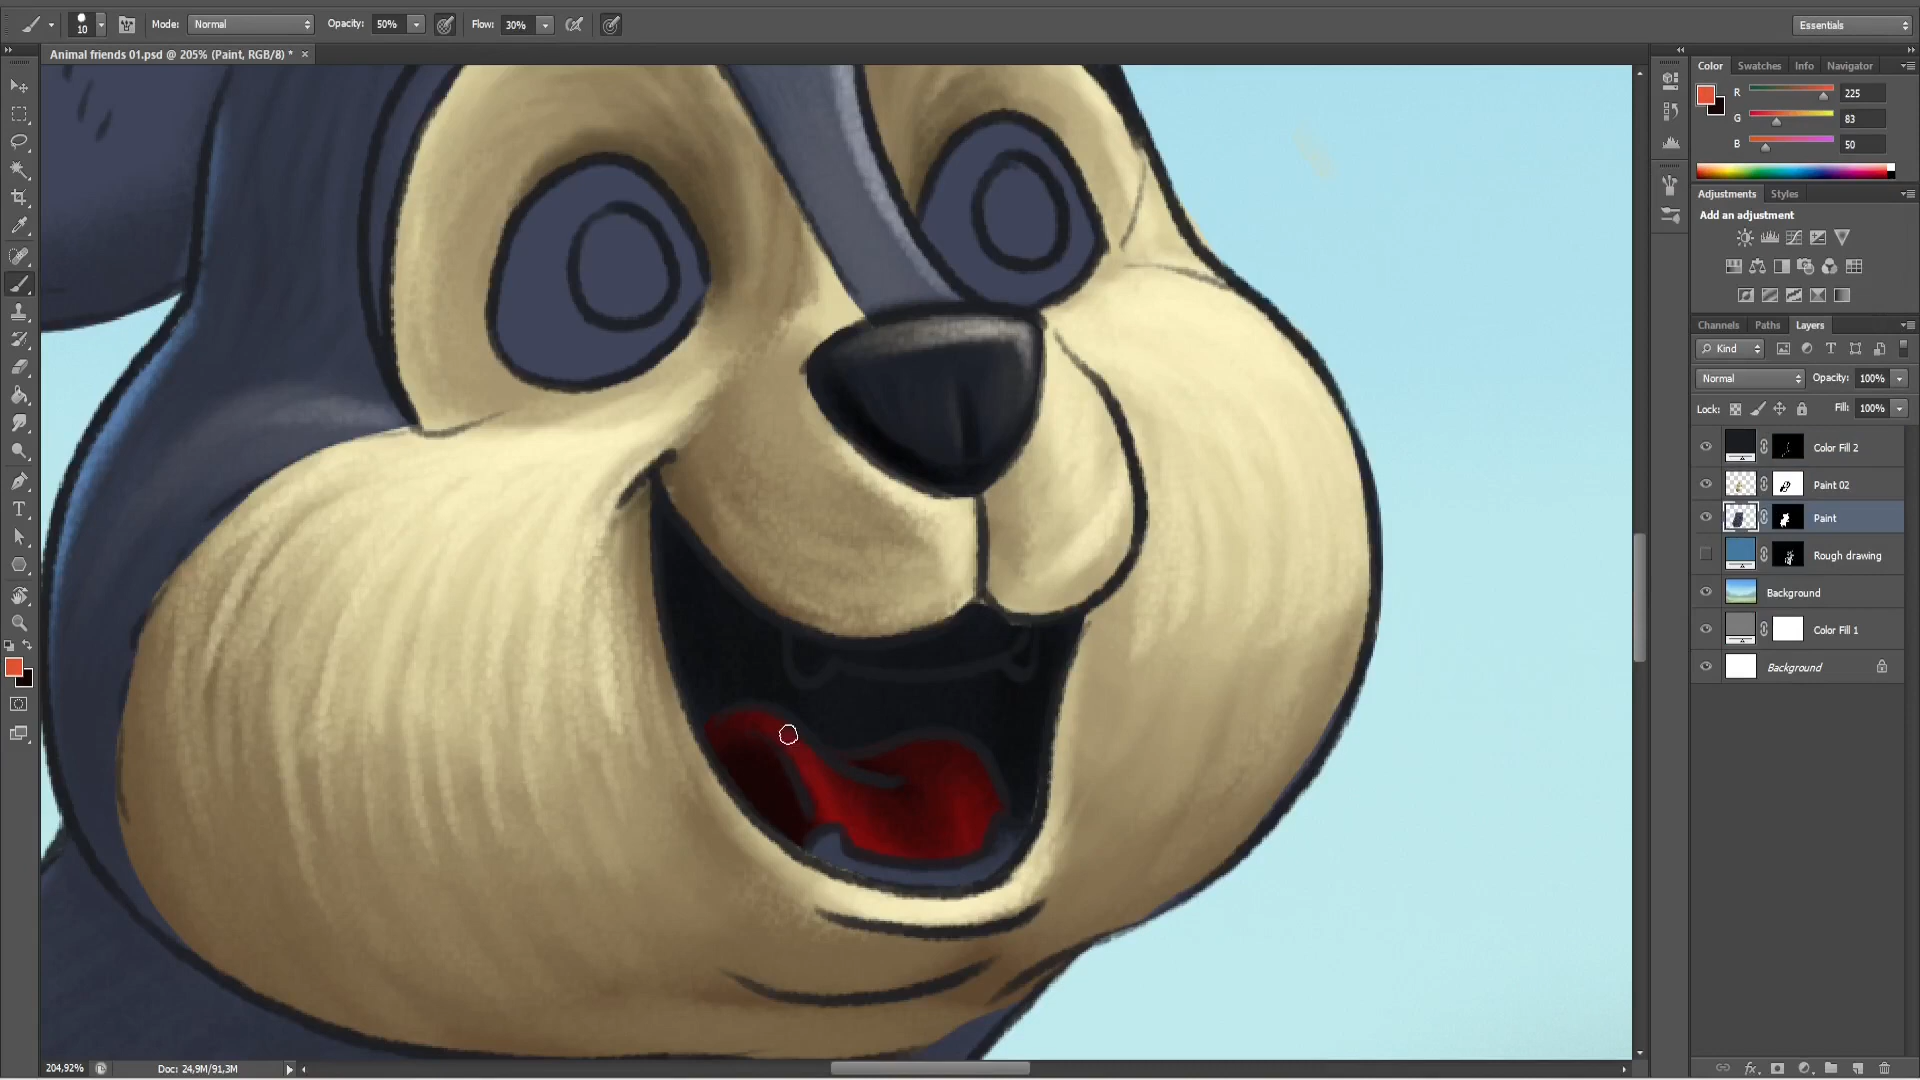 10 Mode: Normal Opacity: 50% Flow: 30% Essentials
Animal friends 01.psd @ 205% (Paint, RGB/8) * ×
Color Swatches Info Navigator
R 225
G 83
B 50
Adjustments Styles
Add an adjustment
Channels Paths Layers
Kind
Normal Opacity: 100%
Lock: Fill: 100%
Color Fill 2
Paint 02
Paint
Rough drawing
Background
Color Fill 1
Background
204,92% Doc: 24,9M/91,3M